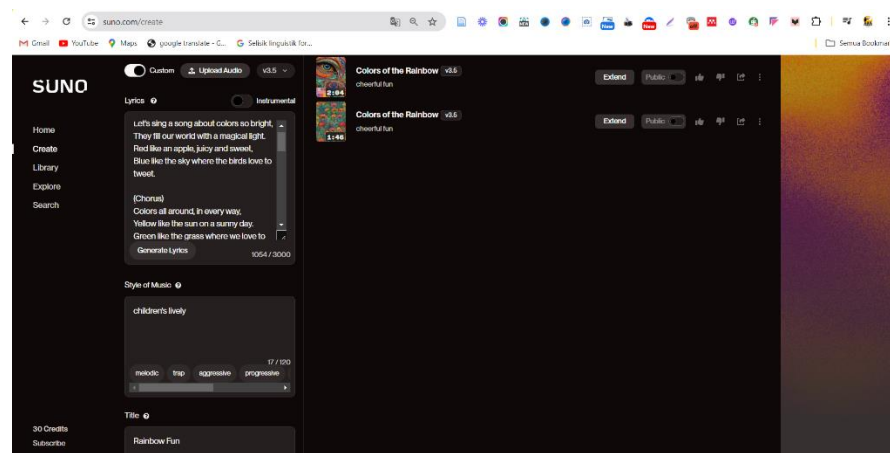 suno.com/create
Gmail
YouTube
Maps
google translate - C...
Selisik linguistik for...
Semua Bookmar
SUNO
Home
Create
Library
Explore
Search
30 Credits
Subscribe
Custom
Upload Audio
v3.5
Lyrics
Instrumental
Let's sing a song about colors so bright,
They fill our world with a magical light.
Red like an apple, juicy and sweet,
Blue like the sky where the birds love to
tweet.
(Chorus)
Colors all around, in every way,
Yellow like the sun on a sunny day.
Green like the grass where we love to
Generate Lyrics
1054 / 3000
Style of Music
children's lively
17 / 120
melodic
trap
aggressive
progressive
Title
Rainbow Fun
2:04
Colors of the Rainbow v3.5
cheerful fun
Extend
Public
1:46
Colors of the Rainbow v3.5
cheerful fun
Extend
Public
New
New